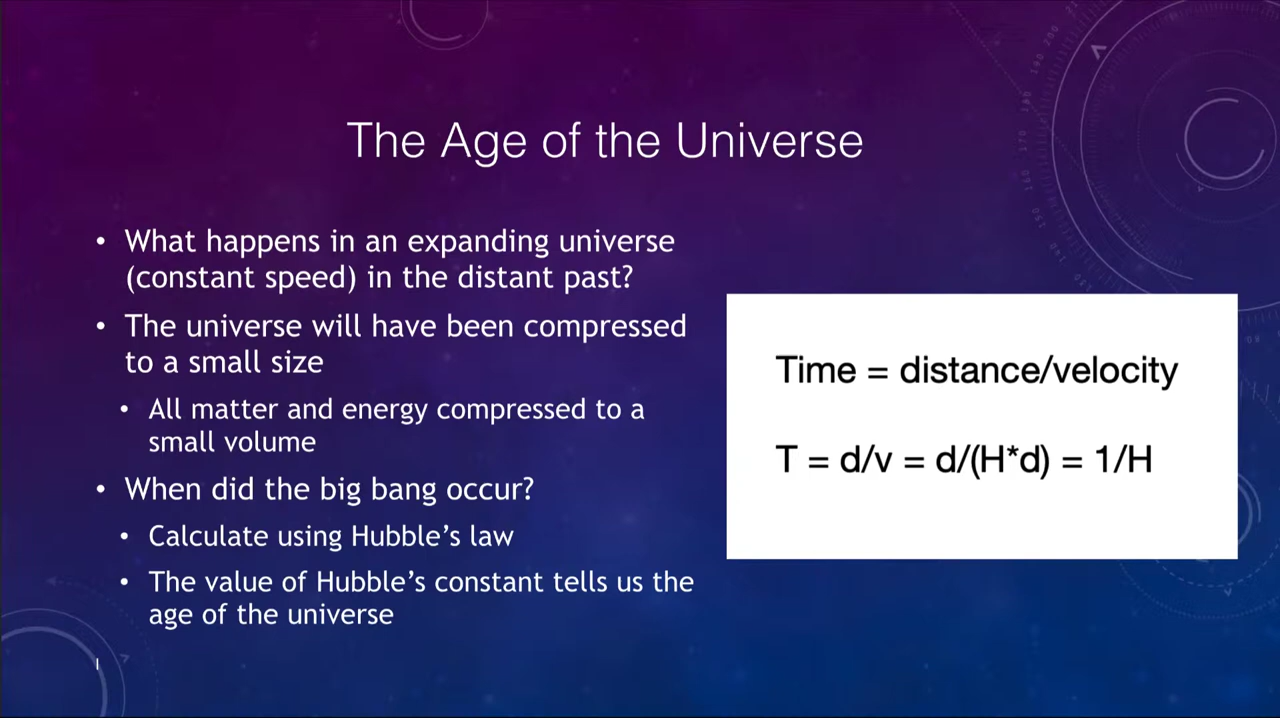 The Age of the Universe
• What happens in an expanding universe
(constant speed) in the distant past?
• The universe will have been compressed
to a small size
• All matter and energy compressed to a
small volume
• When did the big bang occur?
• Calculate using Hubble's law
• The value of Hubble's constant tells us the
age of the universe
Time = distance/velocity
T = d/v = d/(H*d) = 1/H